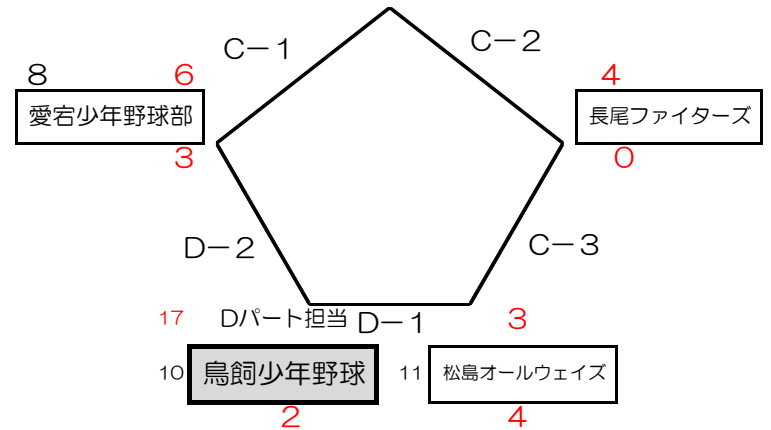 C－1
C－2
8
6
4
愛宕少年野球部
長尾ファイターズ
3
0
D－2
C－3
17
Dパート担当
D－1
3
10
鳥飼少年野球
11
松島オールウェイズ
2
4